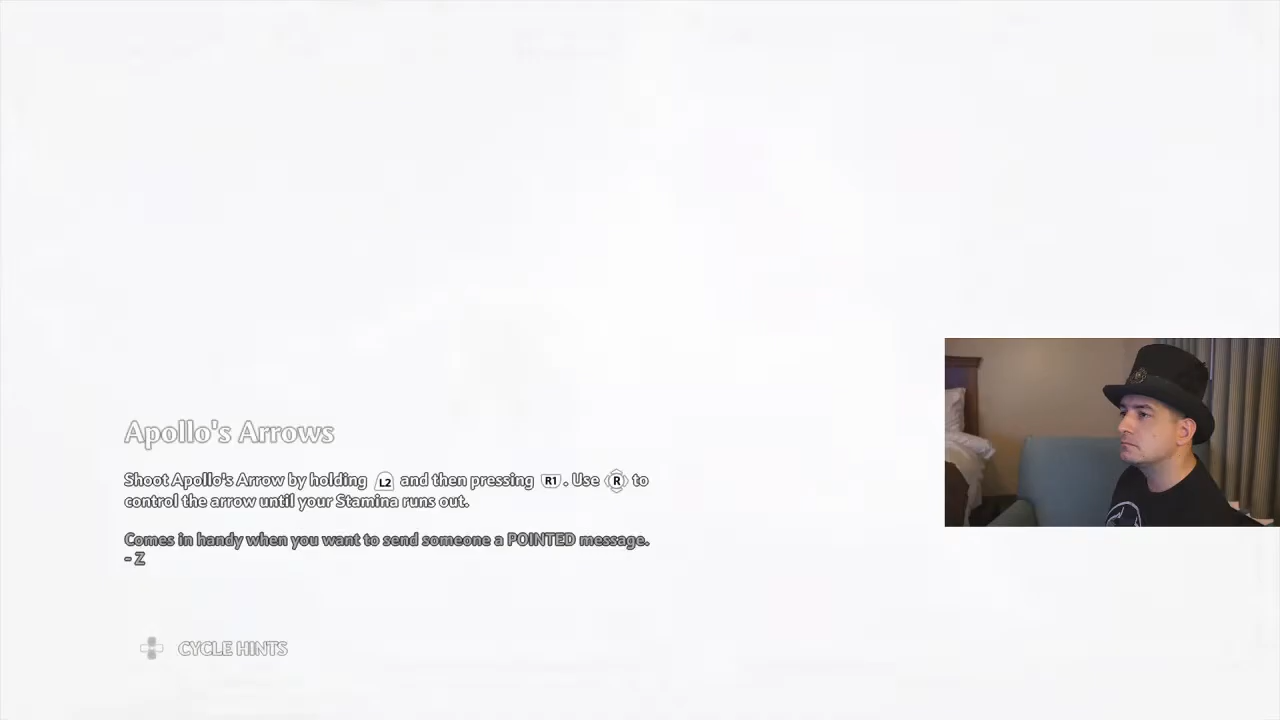 Apollo's Arrows
Shoot Apollo's Arrow by holding L2 and then pressing R1. Use R to
control the arrow until your Stamina runs out.
Comes in handy when you want to send someone a POINTED message.
- Z
CYCLE HINTS